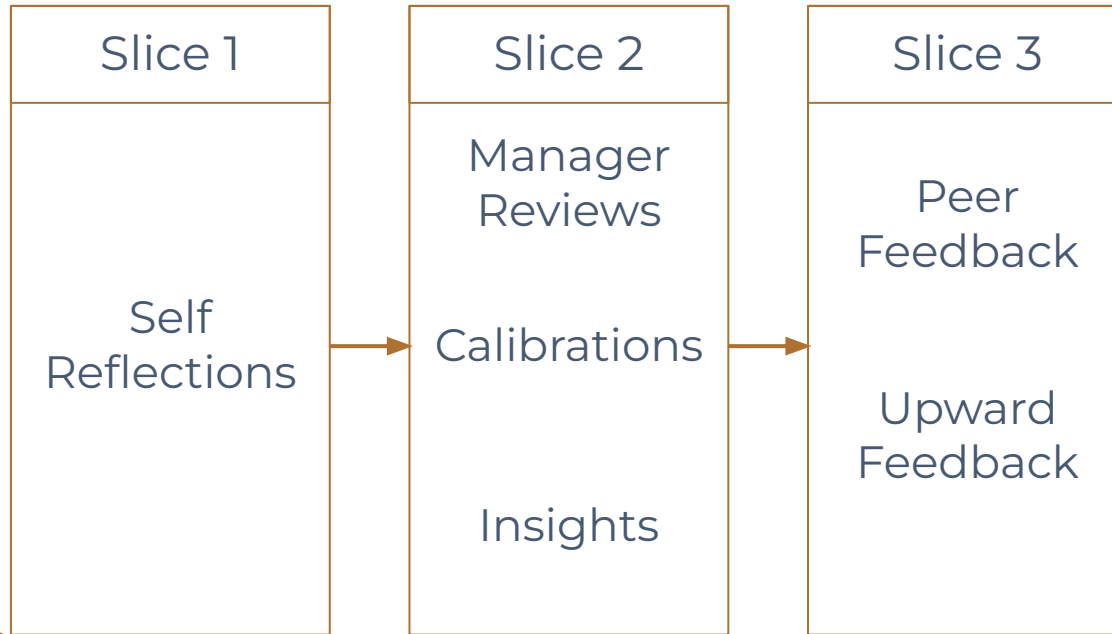 Slice 1
Self
Reflections
Slice 2
Manager
Reviews
Calibrations
Insights
Slice 3
Peer
Feedback
Upward
Feedback